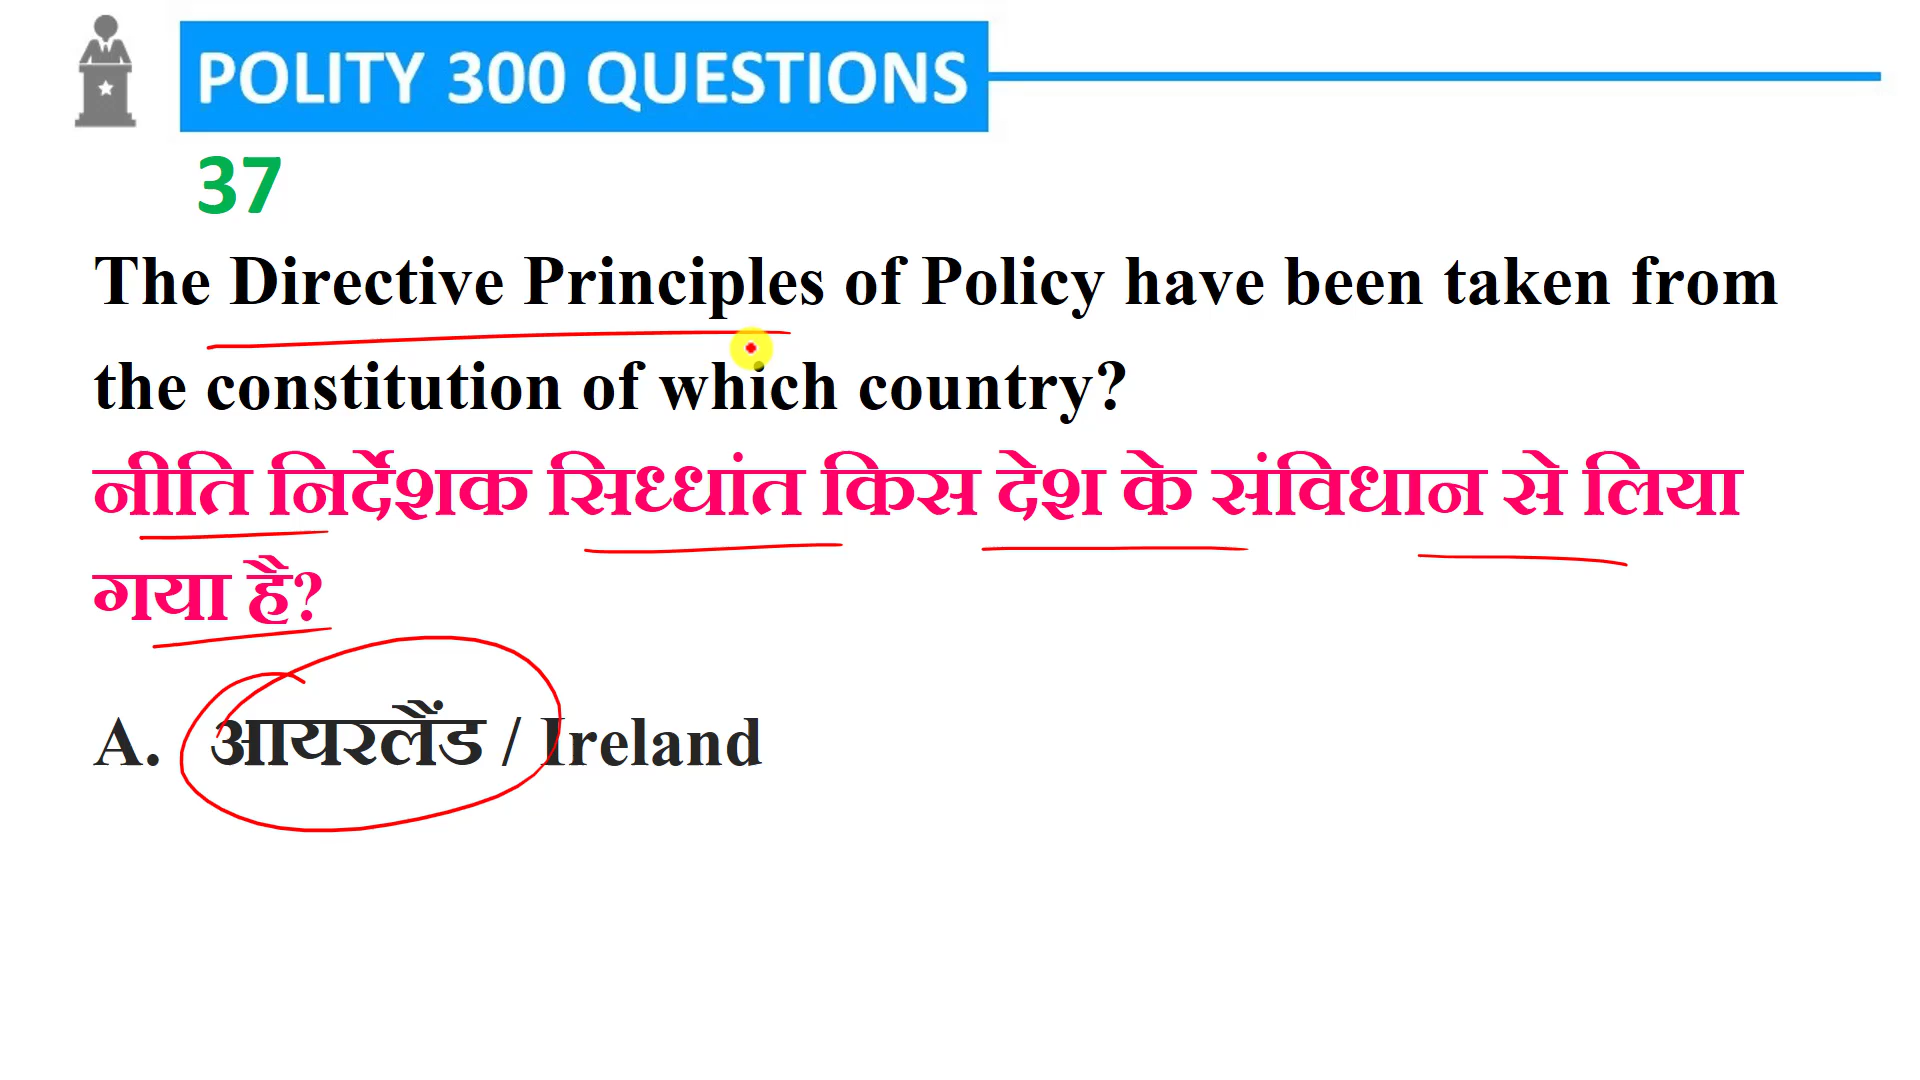 POLITY 300 QUESTIONS
37
The Directive Principles of Policy have been taken from
the constitution of which country?
नीति निर्देशक सिध्धांत किस देश के संविधान से लिया
गया है?
A. आयरलैंड / Ireland